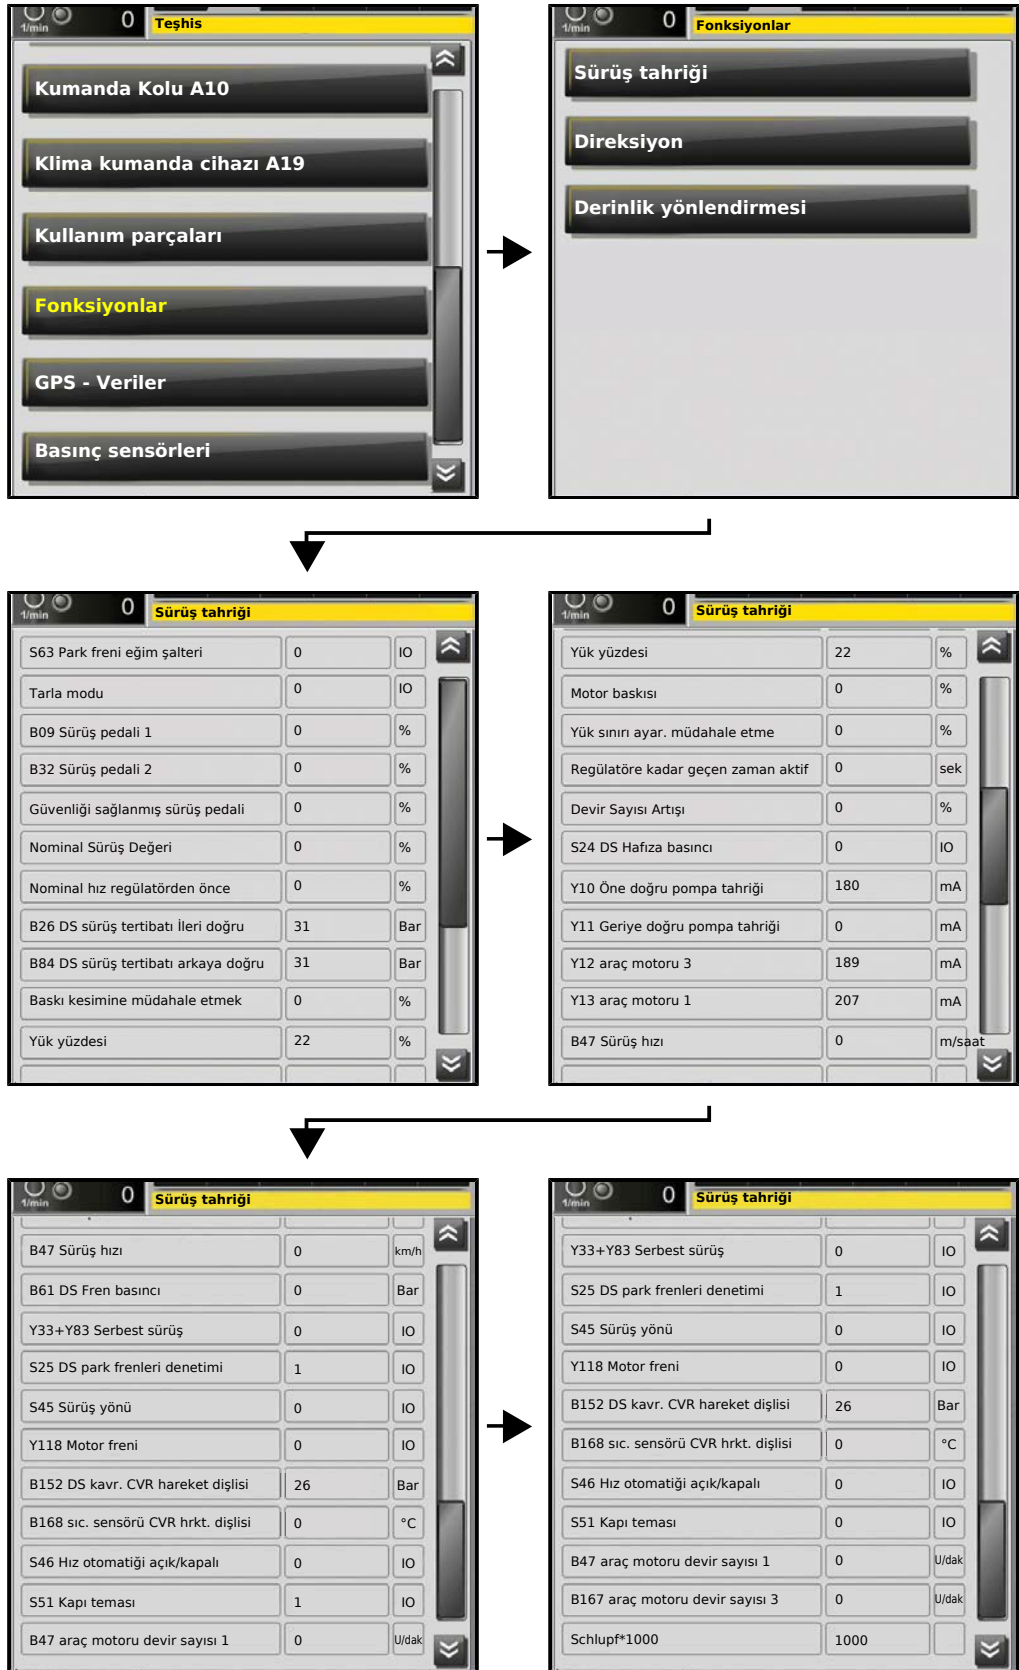 1/min 0 Teşhis
Kumanda Kolu A10
Klima kumanda cihazı A19
Kullanım parçaları
Fonksiyonlar
GPS - Veriler
Basınç sensörleri
1/min 0 Fonksiyonlar
Sürüş tahriği
Direksiyon
Derinlik yönlendirmesi
1/min 0 Sürüş tahriği
S63 Park freni eğim şalteri 0 IO
Tarla modu 0 IO
B09 Sürüş pedali 1 0 %
B32 Sürüş pedali 2 0 %
Güvenliği sağlanmış sürüş pedali 0 %
Nominal Sürüş Değeri 0 %
Nominal hız regülatörden önce 0 %
B26 DS sürüş tertibatı İleri doğru 31 Bar
B84 DS sürüş tertibatı arkaya doğru 31 Bar
Baskı kesimine müdahale etmek 0 %
Yük yüzdesi 22 %
1/min 0 Sürüş tahriği
Yük yüzdesi 22 %
Motor baskısı 0 %
Yük sınırı ayar. müdahale etme 0 %
Regülatöre kadar geçen zaman aktif 0 sek
Devir Sayısı Artışı 0 %
S24 DS Hafıza basıncı 0 IO
Y10 Öne doğru pompa tahriği 180 mA
Y11 Geriye doğru pompa tahriği 0 mA
Y12 araç motoru 3 189 mA
Y13 araç motoru 1 207 mA
B47 Sürüş hızı 0 m/saat
1/min 0 Sürüş tahriği
B47 Sürüş hızı 0 km/h
B61 DS Fren basıncı 0 Bar
Y33+Y83 Serbest sürüş 0 IO
S25 DS park frenleri denetimi 1 IO
S45 Sürüş yönü 0 IO
Y118 Motor freni 0 IO
B152 DS kavr. CVR hareket dişlisi 26 Bar
B168 sıc. sensörü CVR hrkt. dişlisi 0 °C
S46 Hız otomatiği açık/kapalı 0 IO
S51 Kapı teması 1 IO
B47 araç motoru devir sayısı 1 0 U/dak
1/min 0 Sürüş tahriği
Y33+Y83 Serbest sürüş 0 IO
S25 DS park frenleri denetimi 1 IO
S45 Sürüş yönü 0 IO
Y118 Motor freni 0 IO
B152 DS kavr. CVR hareket dişlisi 26 Bar
B168 sıc. sensörü CVR hrkt. dişlisi 0 °C
S46 Hız otomatiği açık/kapalı 0 IO
S51 Kapı teması 0 IO
B47 araç motoru devir sayısı 1 0 U/dak
B167 araç motoru devir sayısı 3 0 U/dak
Schlupf*1000 1000